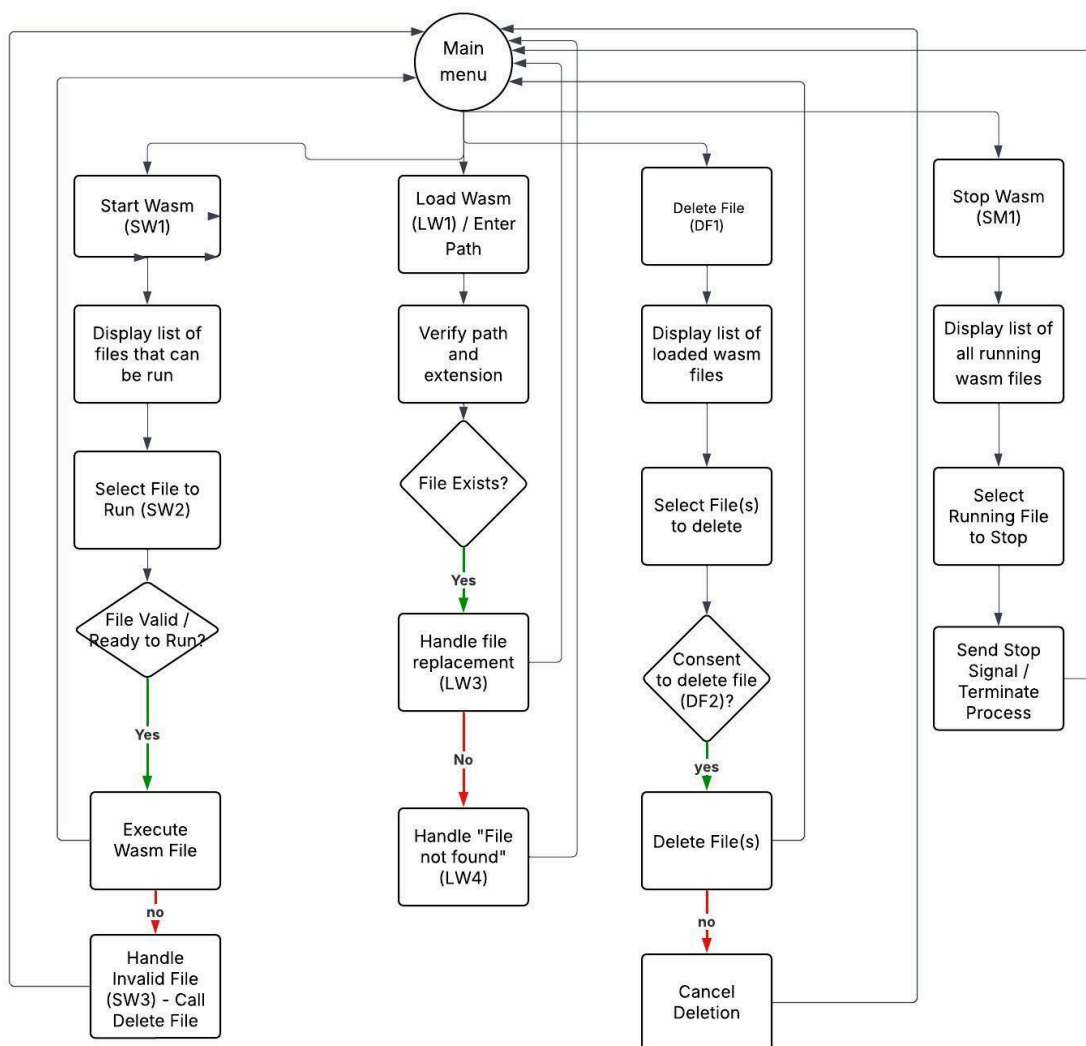 Main
menu
Start Wasm
(SW1)
Display list of
files that can
be run
Select File to
Run (SW2)
File Valid /
Ready to Run?
Yes
Execute
Wasm File
no
Handle
Invalid File
(SW3) - Call
Delete File
Load Wasm
(LW1) / Enter
Path
Verify path
and
extension
File Exists?
Yes
Handle file
replacement
(LW3)
No
Handle "File
not found"
(LW4)
Delete File
(DF1)
Display list of
loaded wasm
files
Select File(s)
to delete
Consent
to delete file
(DF2)?
yes
Delete File(s)
no
Cancel
Deletion
Stop Wasm
(SM1)
Display list of
all running
wasm files
Select
Running File
to Stop
Send Stop
Signal /
Terminate
Process